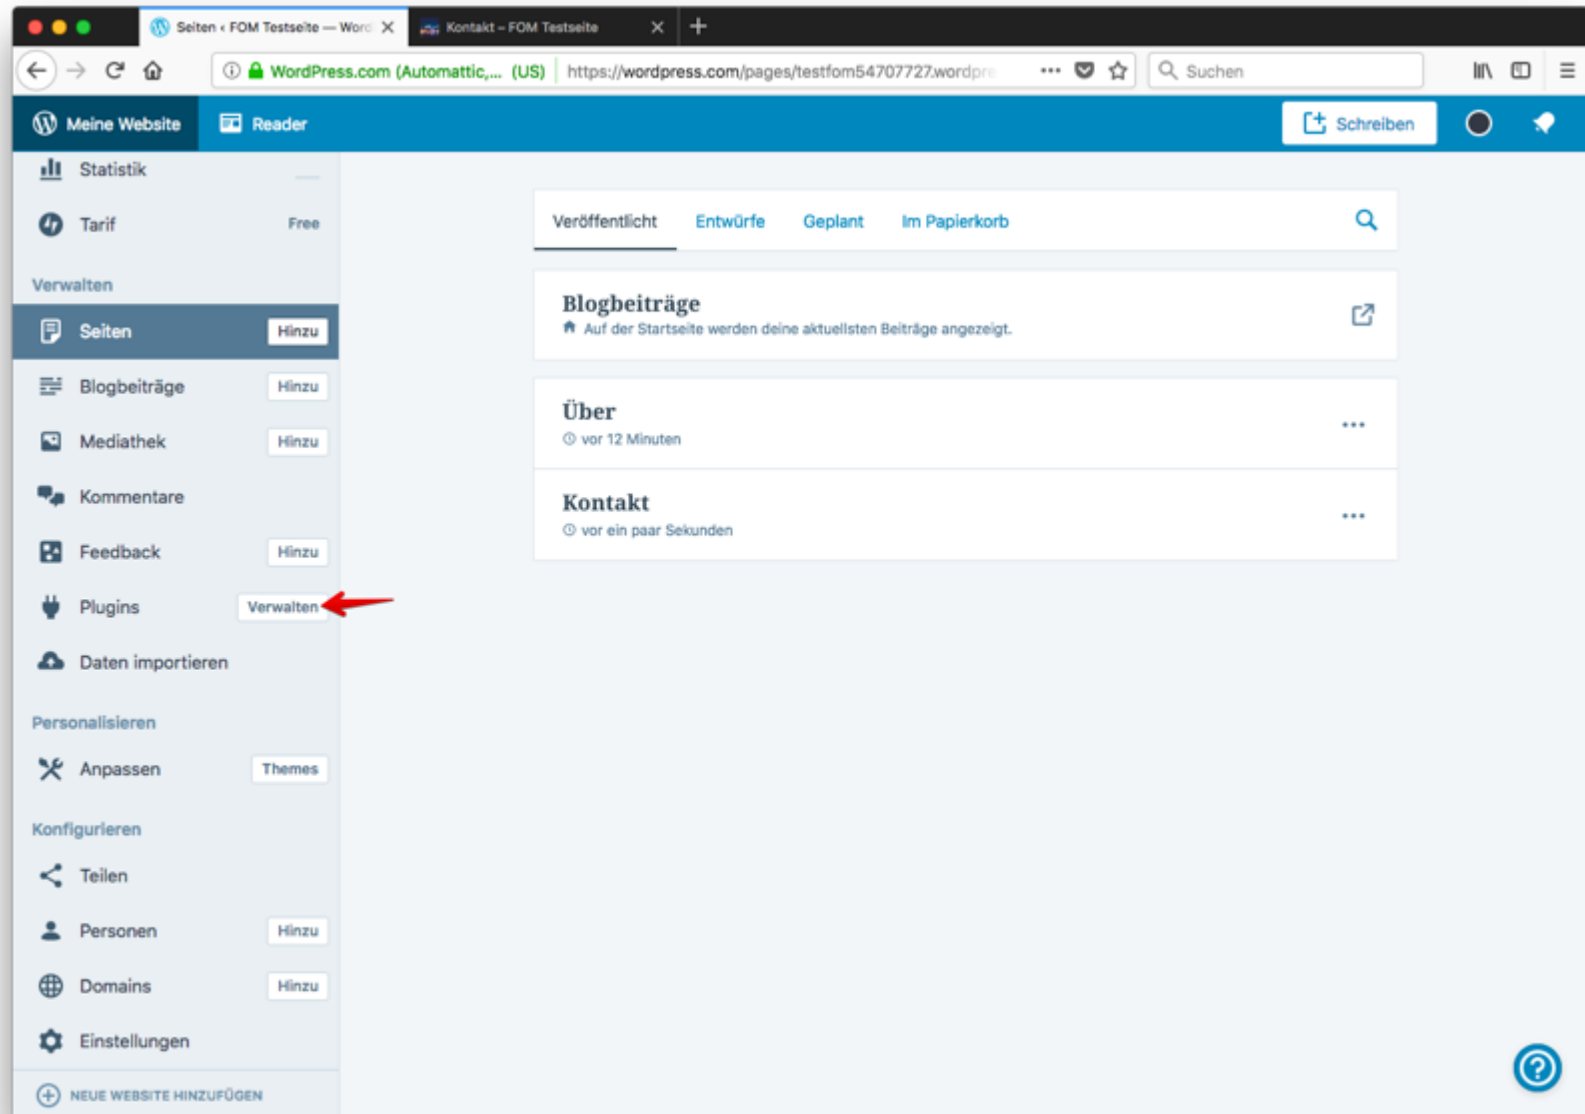 Seiten ‹ FOM Testseite — Word
Kontakt – FOM Testseite
WordPress.com (Automattic,... (US)
https://wordpress.com/pages/testfom54707727.wordpre
Suchen
Meine Website
Reader
Schreiben
Statistik
Tarif Free
Verwalten
Seiten Hinzu
Blogbeiträge Hinzu
Mediathek Hinzu
Kommentare
Feedback Hinzu
Plugins Verwalten
Daten importieren
Personalisieren
Anpassen Themes
Konfigurieren
Teilen
Personen Hinzu
Domains Hinzu
Einstellungen
NEUE WEBSITE HINZUFÜGEN
Veröffentlicht Entwürfe Geplant Im Papierkorb
Blogbeiträge
Auf der Startseite werden deine aktuellsten Beiträge angezeigt.
Über
vor 12 Minuten
Kontakt
vor ein paar Sekunden